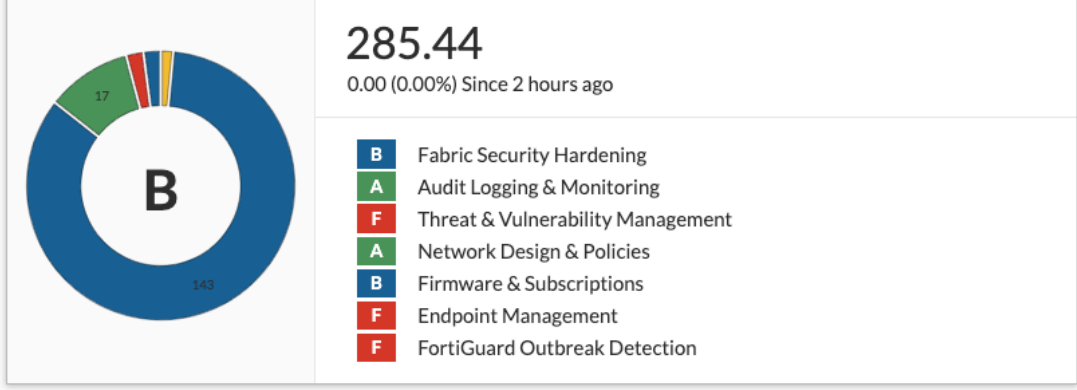 17
B
143
285.44
0.00 (0.00%) Since 2 hours ago
B Fabric Security Hardening
A Audit Logging & Monitoring
F Threat & Vulnerability Management
A Network Design & Policies
B Firmware & Subscriptions
F Endpoint Management
F FortiGuard Outbreak Detection